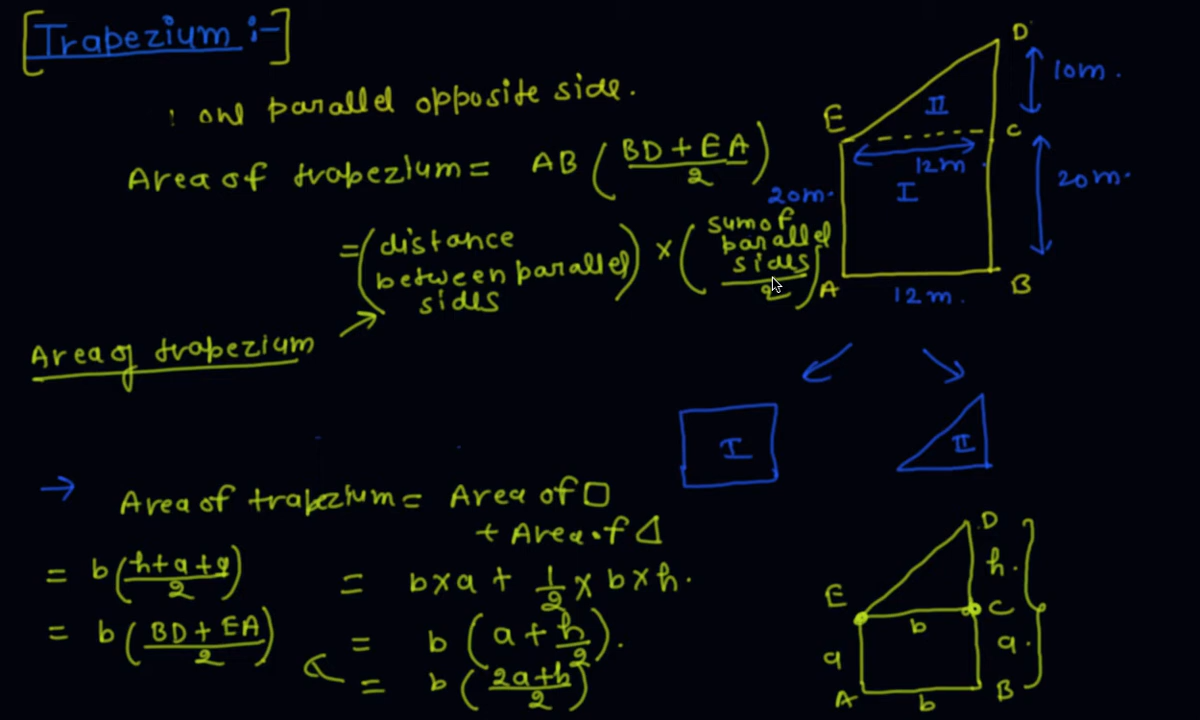 [Trapezium :-]
: one parallel opposite side.
Area of trapezium = AB ( BD + EA / 2 )
= ( distance between parallel sides ) × ( sum of parallel sides / 2 )
Area of trapezium
D
10m.
II
E
C
12m
20m.
I
20m.
A
12m.
B
I
II
→ Area of trapezium = Area of □
+ Area of △
= b ( h+a+a / 2 )
= b×a + 1/2 × b×h.
= b ( BD + EA / 2 )
= b ( a + h/2 ).
= b ( 2a+h / 2 )
D
h.
E
C
b
a
a.
A
b
B